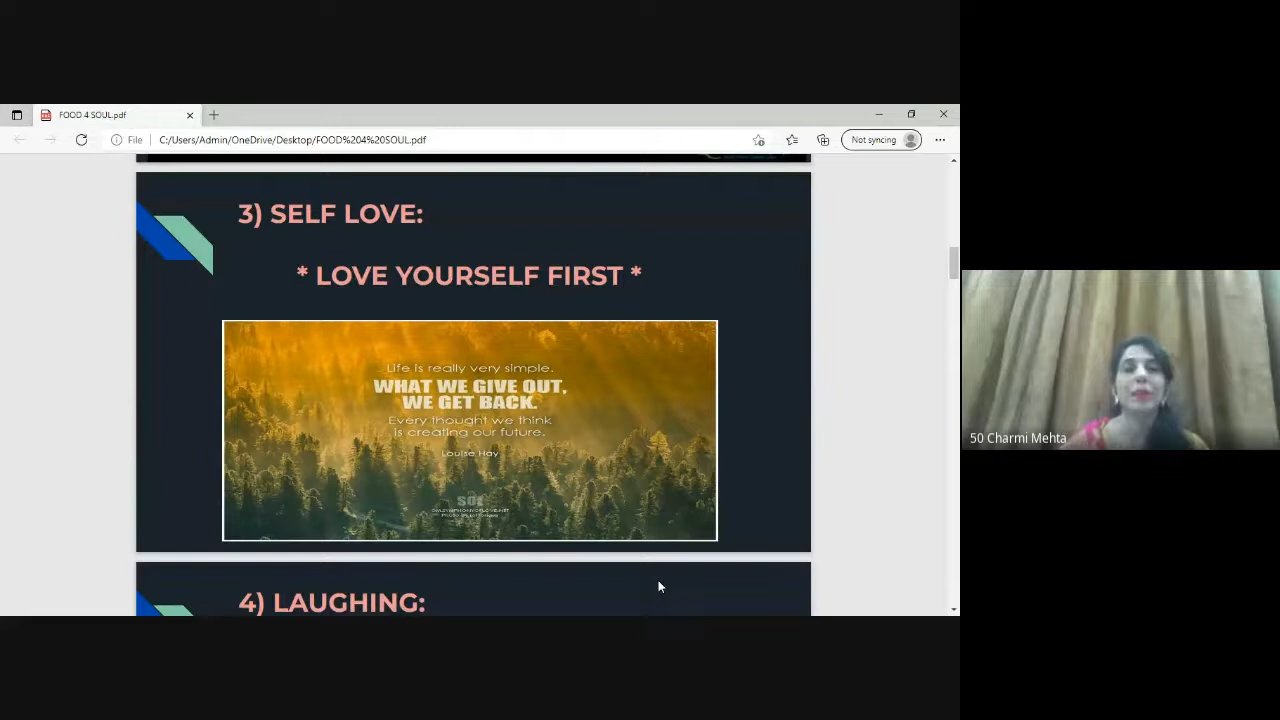 FOOD 4 SOUL.pdf
File
C:/Users/Admin/OneDrive/Desktop/FOOD%204%20SOUL.pdf
Not syncing
3) SELF LOVE:
* LOVE YOURSELF FIRST *
Life is really very simple.
WHAT WE GIVE OUT,
WE GET BACK.
Every thought we think
is creating our future.
Louise Hay
50 Charmi Mehta
4) LAUGHING: